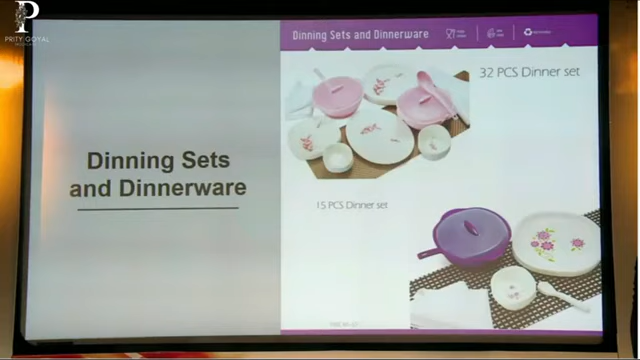 P
PRITY GOYAL
Dinning Sets
and Dinnerware
Dinning Sets and Dinnerware
32 PCS Dinner set
15 PCS Dinner set